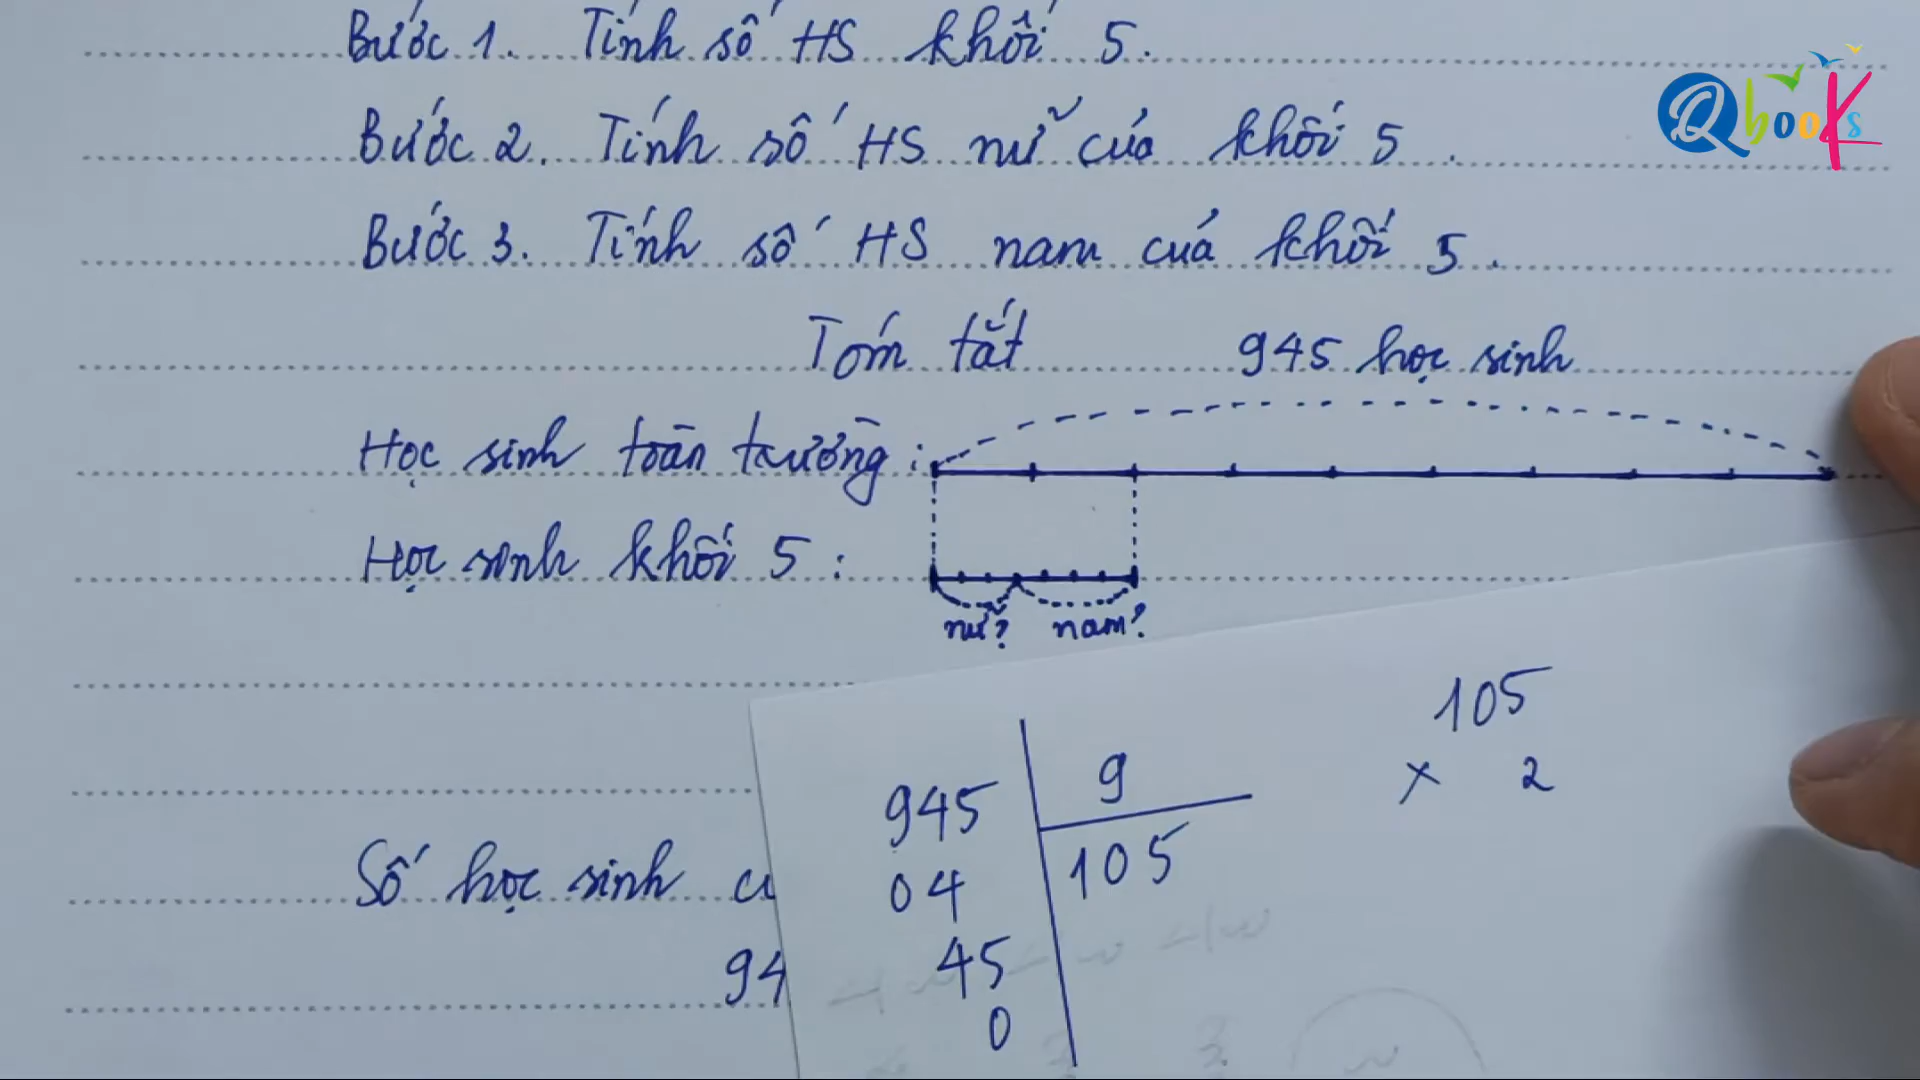 Bước 1. Tính số HS khối 5.
Bước 2. Tính số HS nữ của khối 5.
Bước 3. Tính số HS nam của khối 5.
Tóm tắt
945 học sinh
Học sinh toàn trường:
Học sinh khối 5:
nữ? nam?
105
× 2
945 9
04 105
45
0
Số học sinh
94
Qbooks